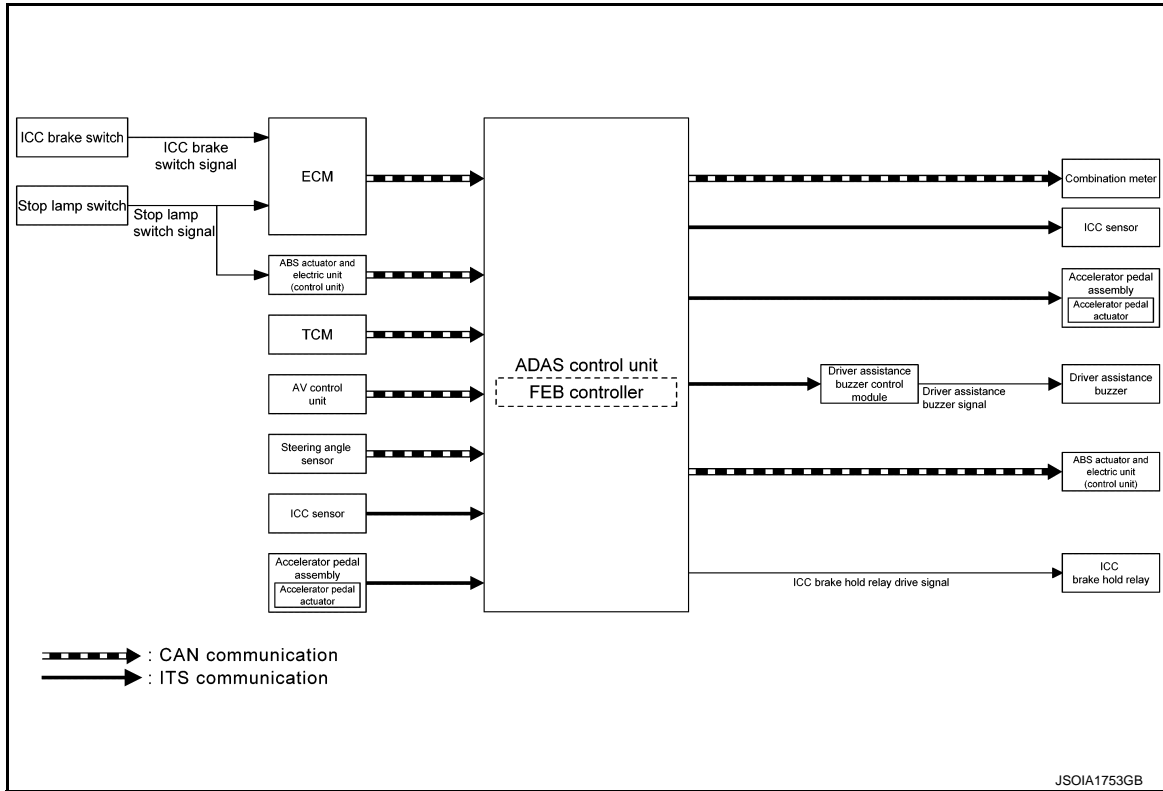 ICC brake switch
ICC brake
switch signal
Stop lamp switch
Stop lamp
switch signal
ECM
ABS actuator and
electric unit
(control unit)
TCM
AV control
unit
Steering angle
sensor
ICC sensor
Accelerator pedal
assembly
Accelerator pedal
actuator
ADAS control unit
FEB controller
Combination meter
ICC sensor
Accelerator pedal
assembly
Accelerator pedal
actuator
Driver assistance
buzzer control
module
Driver assistance
buzzer signal
Driver assistance
buzzer
ABS actuator and
electric unit
(control unit)
ICC brake hold relay drive signal
ICC
brake hold relay
: CAN communication
: ITS communication
JSOIA1753GB